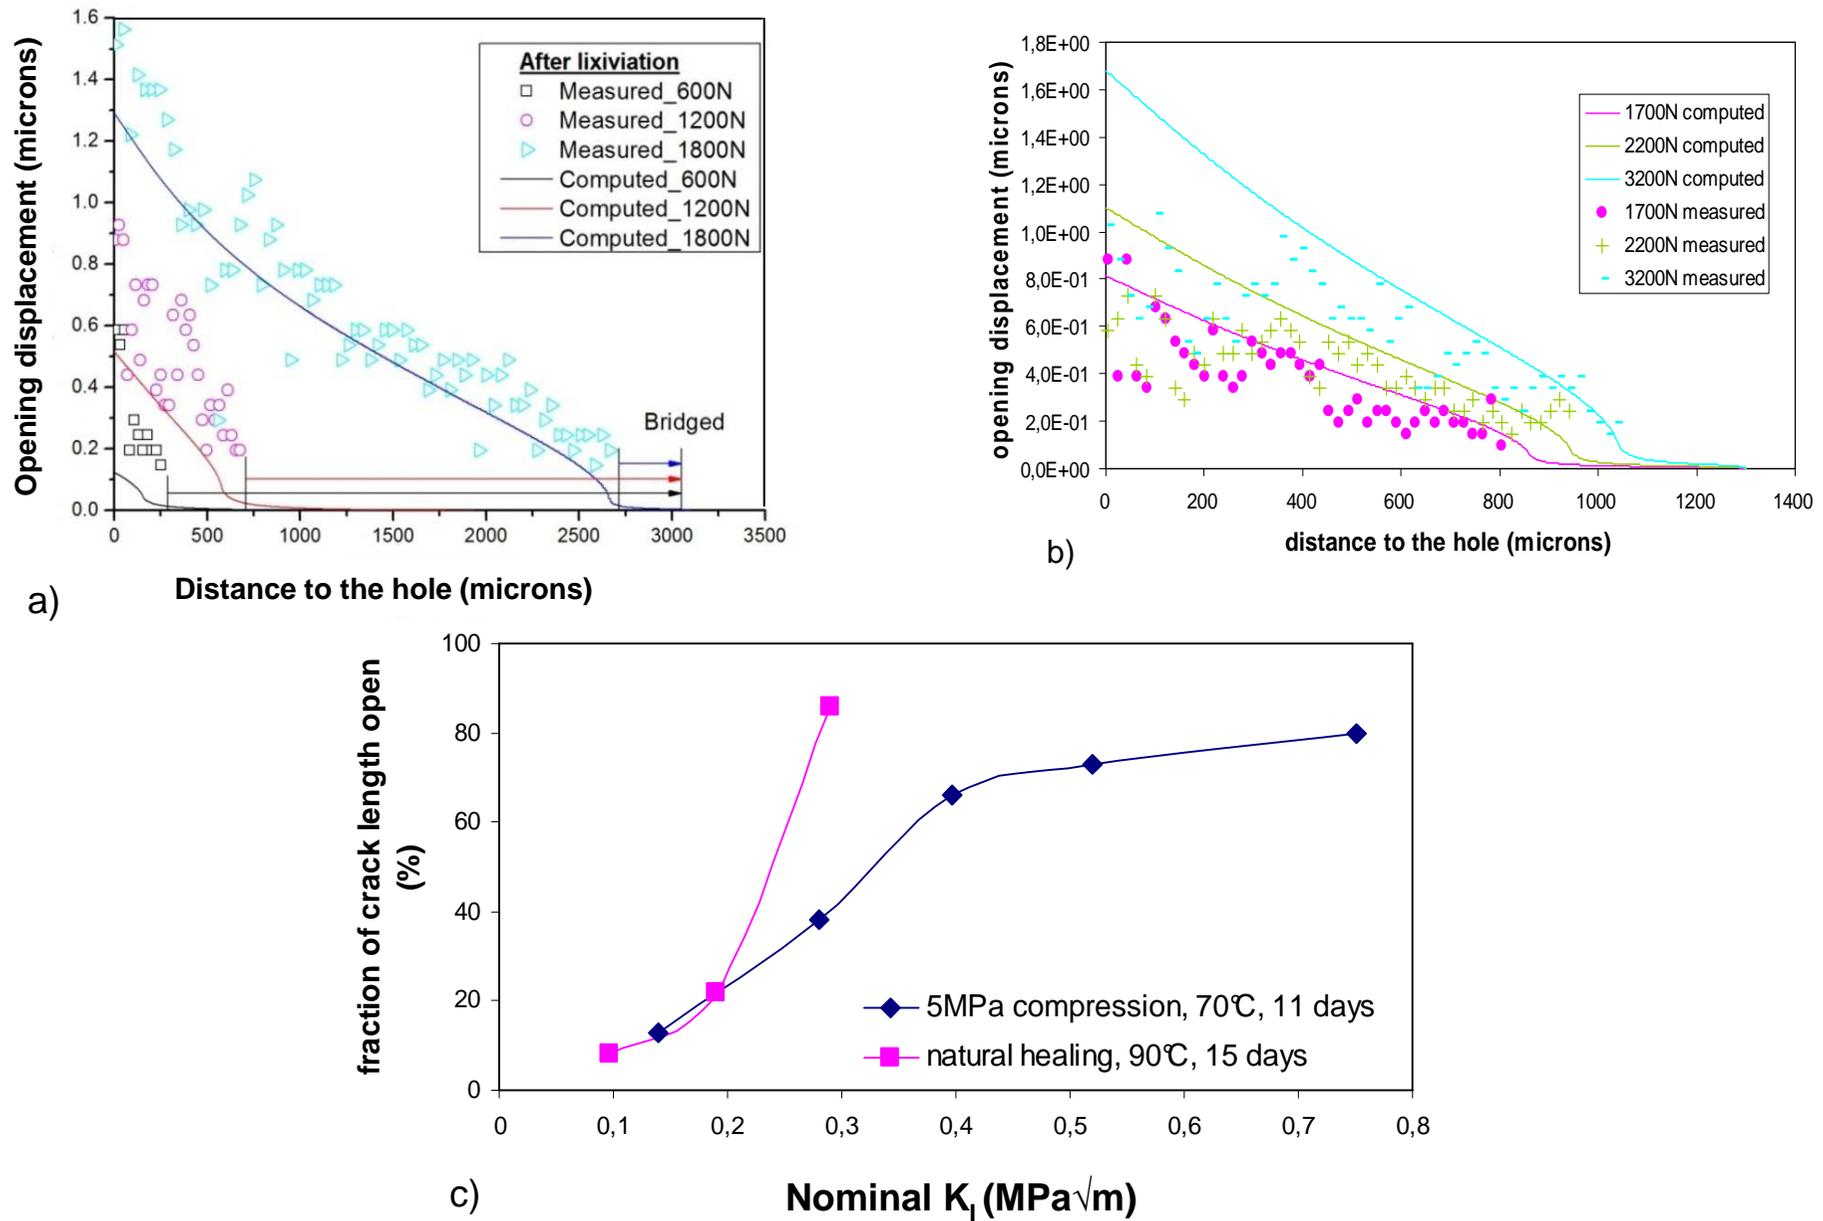 Opening displacement (microns)
1.6
1.4
1.2
1.0
0.8
0.6
0.4
0.2
0.0
0
500
1000
1500
2000
2500
3000
3500
After lixiviation
Measured_600N
Measured_1200N
Measured_1800N
Computed_600N
Computed_1200N
Computed_1800N
Bridged
Distance to the hole (microns)
a)
opening displacement (microns)
1,8E+00
1,6E+00
1,4E+00
1,2E+00
1,0E+00
8,0E-01
6,0E-01
4,0E-01
2,0E-01
0,0E+00
0
200
400
600
800
1000
1200
1400
1700N computed
2200N computed
3200N computed
1700N measured
2200N measured
3200N measured
distance to the hole (microns)
b)
fraction of crack length open
(%)
100
80
60
40
20
0
0
0,1
0,2
0,3
0,4
0,5
0,6
0,7
0,8
5MPa compression, 70°C, 11 days
natural healing, 90°C, 15 days
Nominal KI (MPa√m)
c)